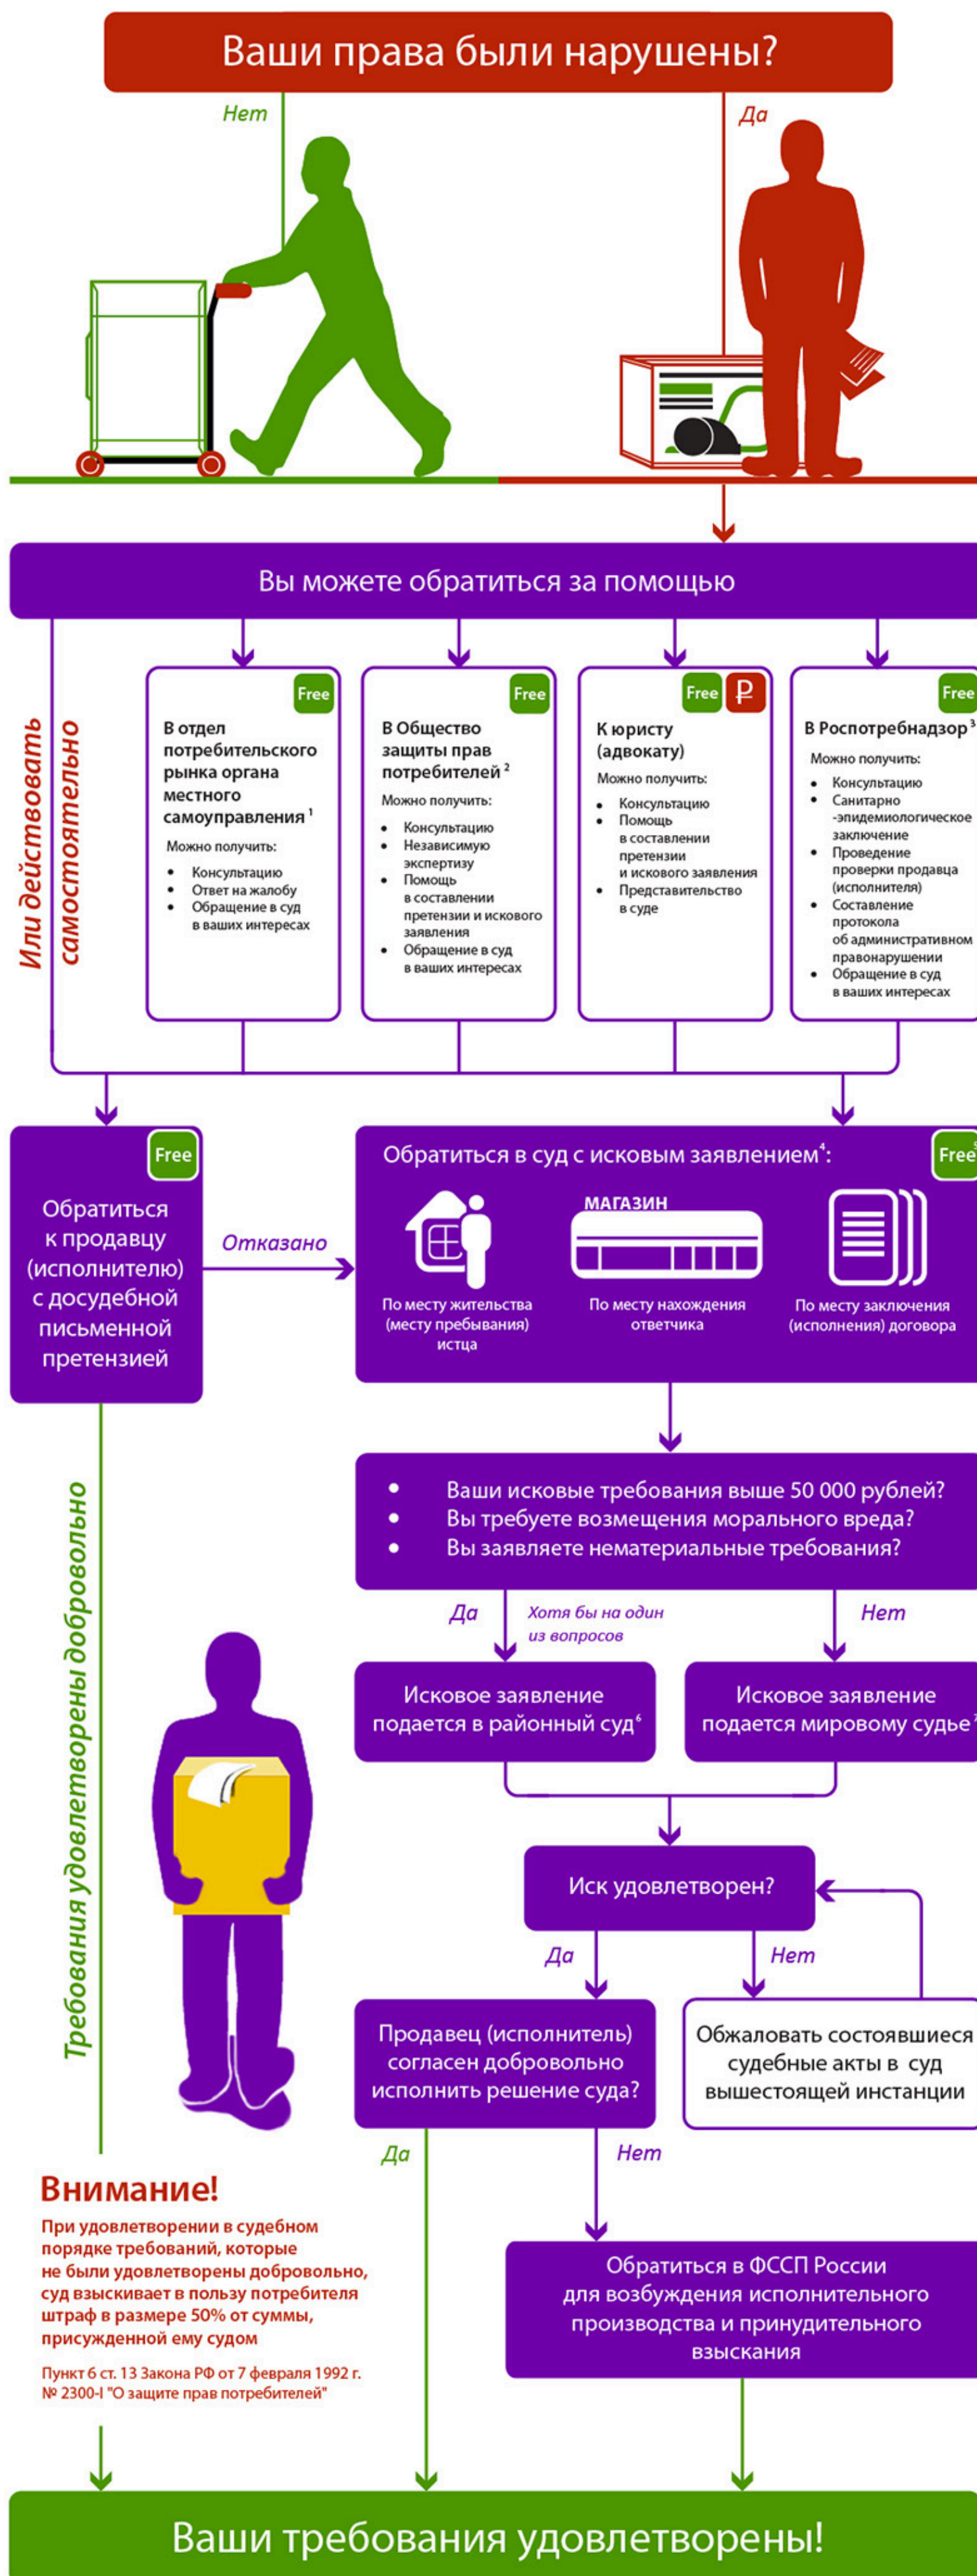 Ваши права были нарушены?
Нет
Да
Вы можете обратиться за помощью
Или действовать
самостоятельно
Free
В отдел
потребительского
рынка органа
местного
самоуправления 1
Можно получить:
• Консультацию
• Ответ на жалобу
• Обращение в суд
в ваших интересах
Free
В Общество
защиты прав
потребителей 2
Можно получить:
• Консультацию
• Независимую
экспертизу
• Помощь
в составлении
претензии и искового
заявления
• Обращение в суд
в ваших интересах
Free ₽
К юристу
(адвокату)
Можно получить:
• Консультацию
• Помощь
в составлении
претензии
и искового заявления
• Представительство
в суде
Free
В Роспотребнадзор 3
Можно получить:
• Консультацию
• Санитарно
-эпидемиологическое
заключение
• Проведение
проверки продавца
(исполнителя)
• Составление
протокола
об административном
правонарушении
• Обращение в суд
в ваших интересах
Free
Обратиться
к продавцу
(исполнителю)
с досудебной
письменной
претензией
Отказано
Обратиться в суд с исковым заявлением 4:
Free 5
МАГАЗИН
По месту жительства
(месту пребывания)
истца
По месту нахождения
ответчика
По месту заключения
(исполнения) договора
• Ваши исковые требования выше 50 000 рублей?
• Вы требуете возмещения морального вреда?
• Вы заявляете нематериальные требования?
Да
Хотя бы на один
из вопросов
Нет
Исковое заявление
подается в районный суд 6
Исковое заявление
подается мировому судье 7
Требования удовлетворены добровольно
Иск удовлетворен?
Да
Нет
Продавец (исполнитель)
согласен добровольно
исполнить решение суда?
Обжаловать состоявшиеся
судебные акты в суд
вышестоящей инстанции
Да
Нет
Внимание!
При удовлетворении в судебном
порядке требований, которые
не были удовлетворены добровольно,
суд взыскивает в пользу потребителя
штраф в размере 50% от суммы,
присужденной ему судом
Пункт 6 ст. 13 Закона РФ от 7 февраля 1992 г.
№ 2300-I "О защите прав потребителей"
Обратиться в ФССП России
для возбуждения исполнительного
производства и принудительного
взыскания
Ваши требования удовлетворены!